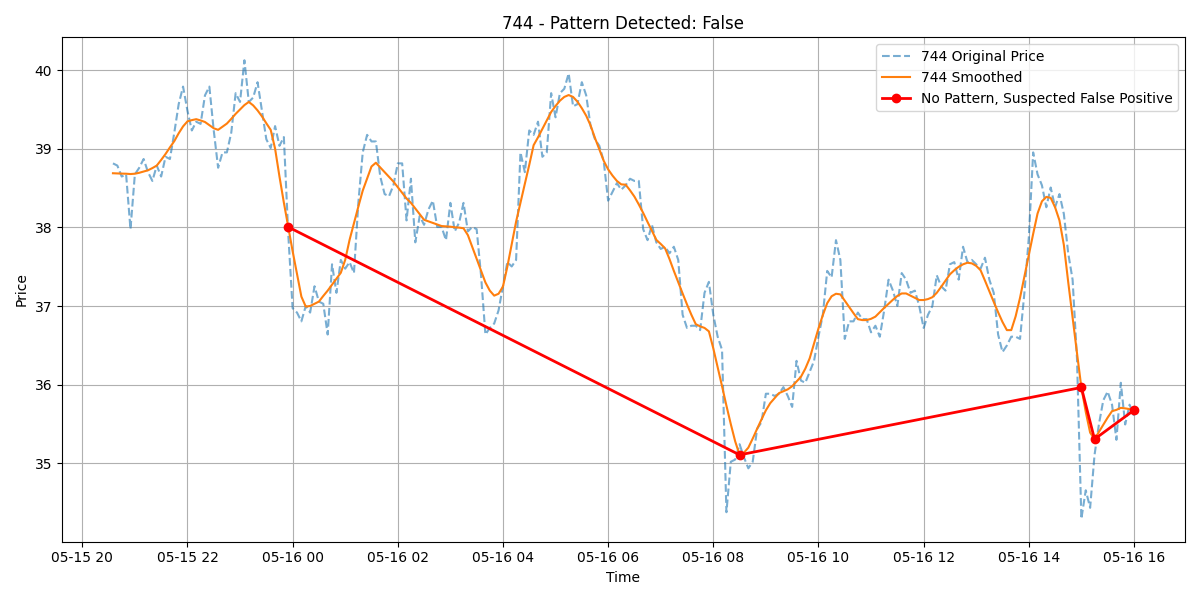 744 - Pattern Detected: False
744 Original Price
744 Smoothed
No Pattern, Suspected False Positive
Price
40
39
38
37
36
35
05-15 20 05-15 22 05-16 00 05-16 02 05-16 04 05-16 06 05-16 08 05-16 10 05-16 12 05-16 14 05-16 16
Time